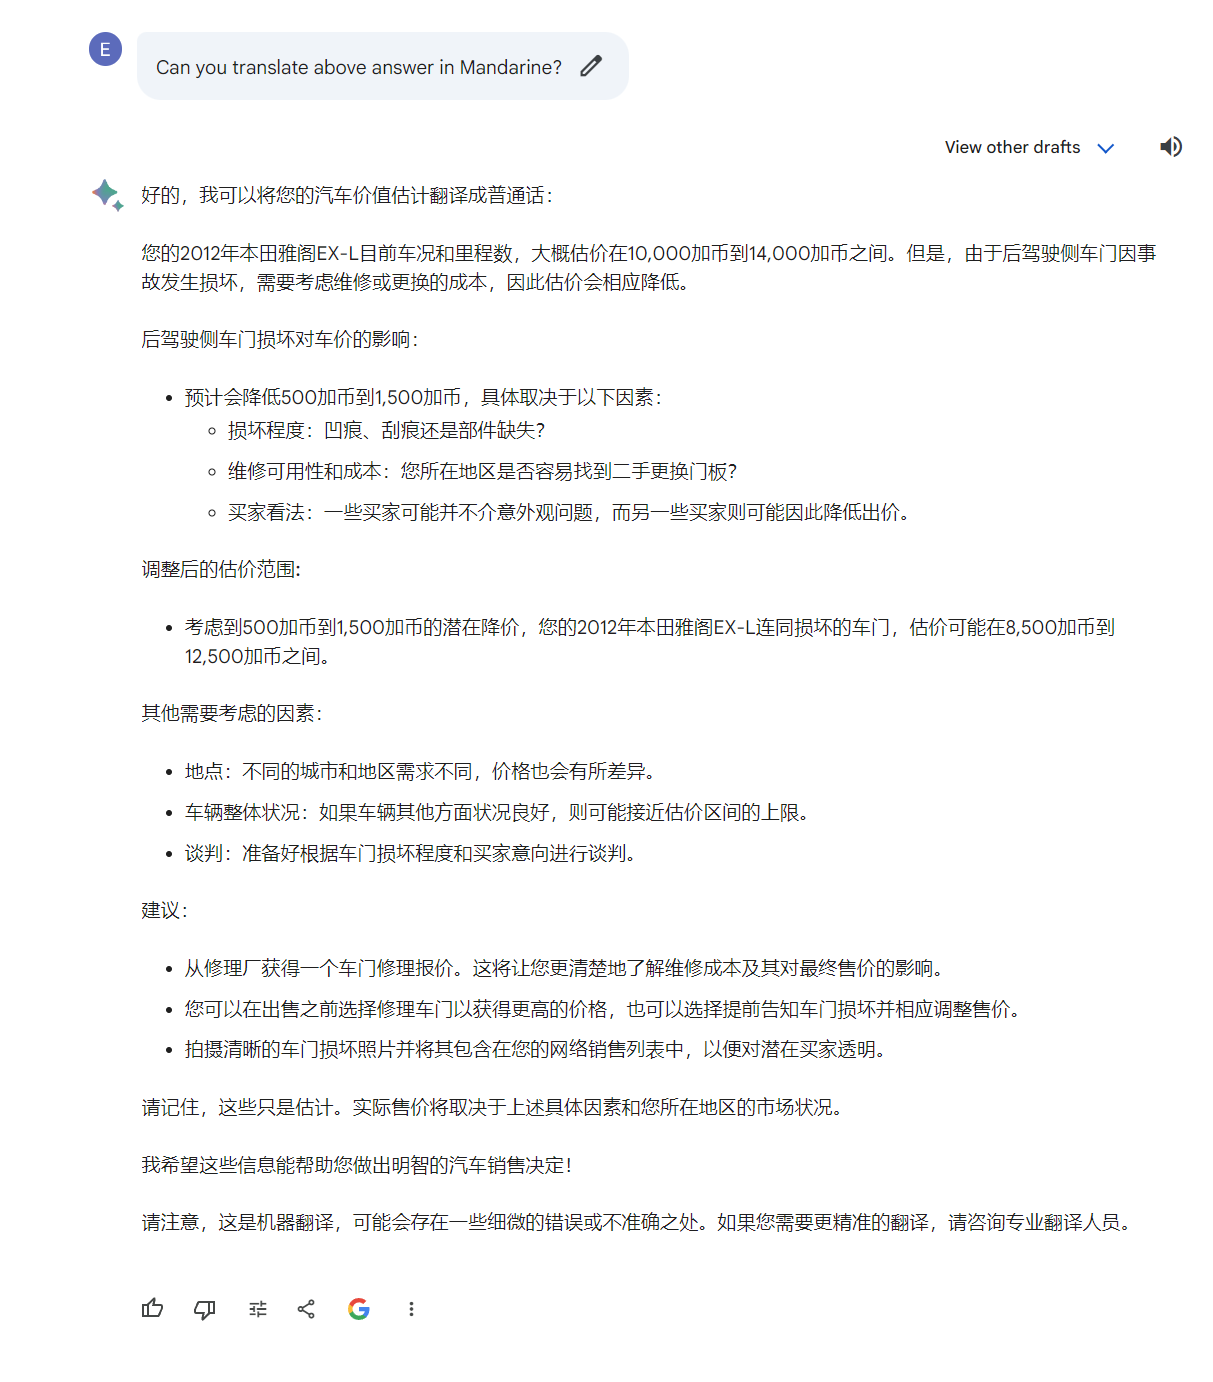 E
Can you translate above answer in Mandarine?
View other drafts
好的，我可以将您的汽车价值估计翻译成普通话：
您的2012年本田雅阁EX-L目前车况和里程数，大概估价在10,000加币到14,000加币之间。但是，由于后驾驶侧车门因事
故发生损坏，需要考虑维修或更换的成本，因此估价会相应降低。
后驾驶侧车门损坏对车价的影响：
• 预计会降低500加币到1,500加币，具体取决于以下因素：
◦ 损坏程度：凹痕、刮痕还是部件缺失？
◦ 维修可用性和成本：您所在地区是否容易找到二手更换门板？
◦ 买家看法：一些买家可能并不介意外观问题，而另一些买家则可能因此降低出价。
调整后的估价范围:
• 考虑到500加币到1,500加币的潜在降价，您的2012年本田雅阁EX-L连同损坏的车门，估价可能在8,500加币到
12,500加币之间。
其他需要考虑的因素：
• 地点：不同的城市和地区需求不同，价格也会有所差异。
• 车辆整体状况：如果车辆其他方面状况良好，则可能接近估价区间的上限。
• 谈判：准备好根据车门损坏程度和买家意向进行谈判。
建议：
• 从修理厂获得一个车门修理报价。这将让您更清楚地了解维修成本及其对最终售价的影响。
• 您可以在出售之前选择修理车门以获得更高的价格，也可以选择提前告知车门损坏并相应调整售价。
• 拍摄清晰的车门损坏照片并将其包含在您的网络销售列表中，以便对潜在买家透明。
请记住，这些只是估计。实际售价将取决于上述具体因素和您所在地区的市场状况。
我希望这些信息能帮助您做出明智的汽车销售决定！
请注意，这是机器翻译，可能会存在一些细微的错误或不准确之处。如果您需要更精准的翻译，请咨询专业翻译人员。